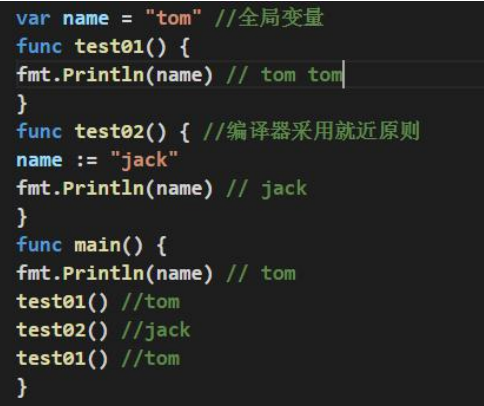 var name = "tom" //全局变量
func test01() {
fmt.Println(name) // tom tom
}
func test02() { //编译器采用就近原则
name := "jack"
fmt.Println(name) // jack
}
func main() {
fmt.Println(name) // tom
test01() //tom
test02() //jack
test01() //tom
}